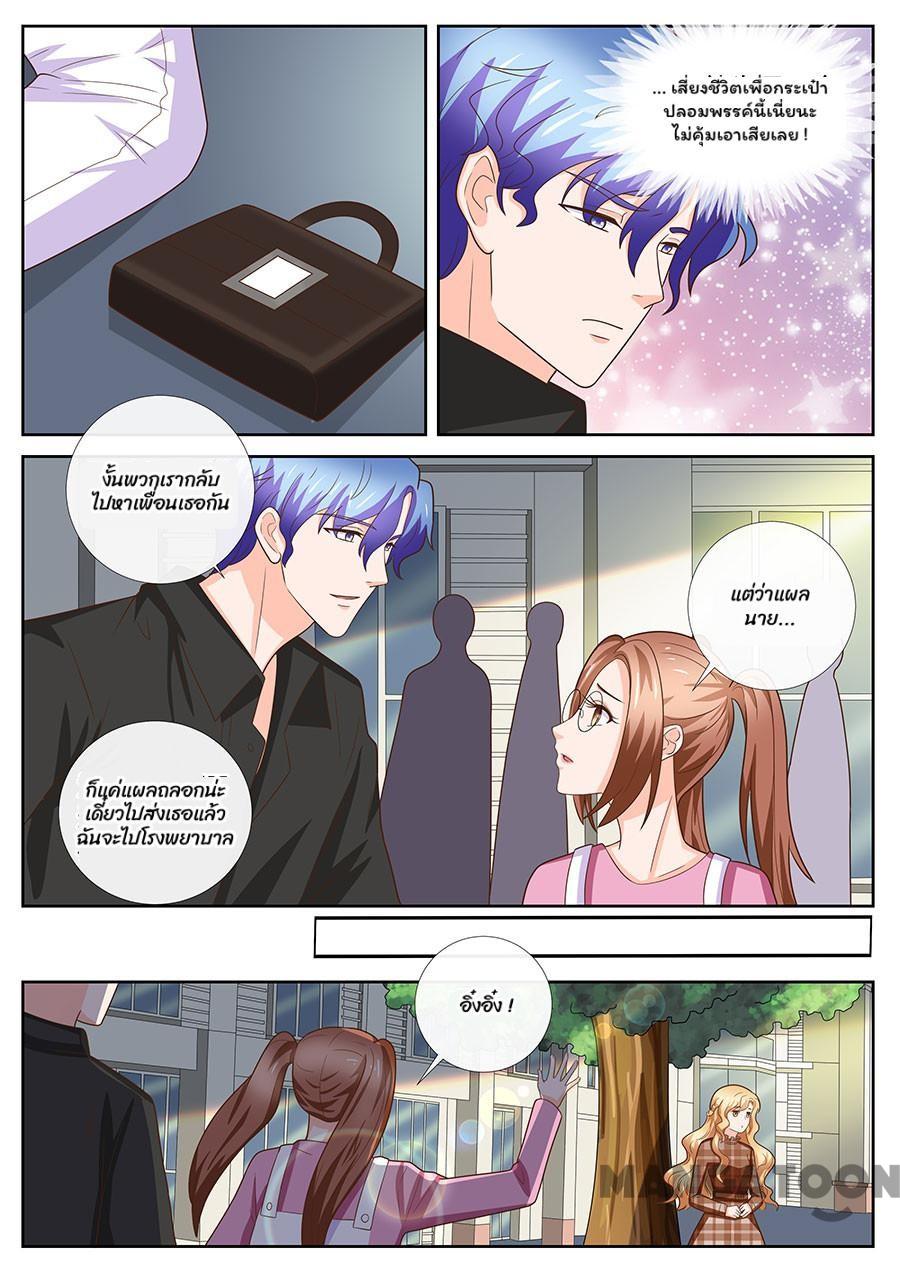 ... เสี่ยงชีวิตเพื่อกระเป๋า
ปลอมพรรค์นี้เนี่ยนะ
ไม่คุ้มเอาเสียเลย !
งั้นพวกเรากลับ
ไปหาเพื่อนเธอกัน
แต่ว่าแผล
นาย...
ก็แค่แผลถลอกน่ะ
เดี๋ยวไปส่งเธอแล้ว
ฉันจะไปโรงพยาบาล
อิ๋งอิ๋ง !
MANGATOON